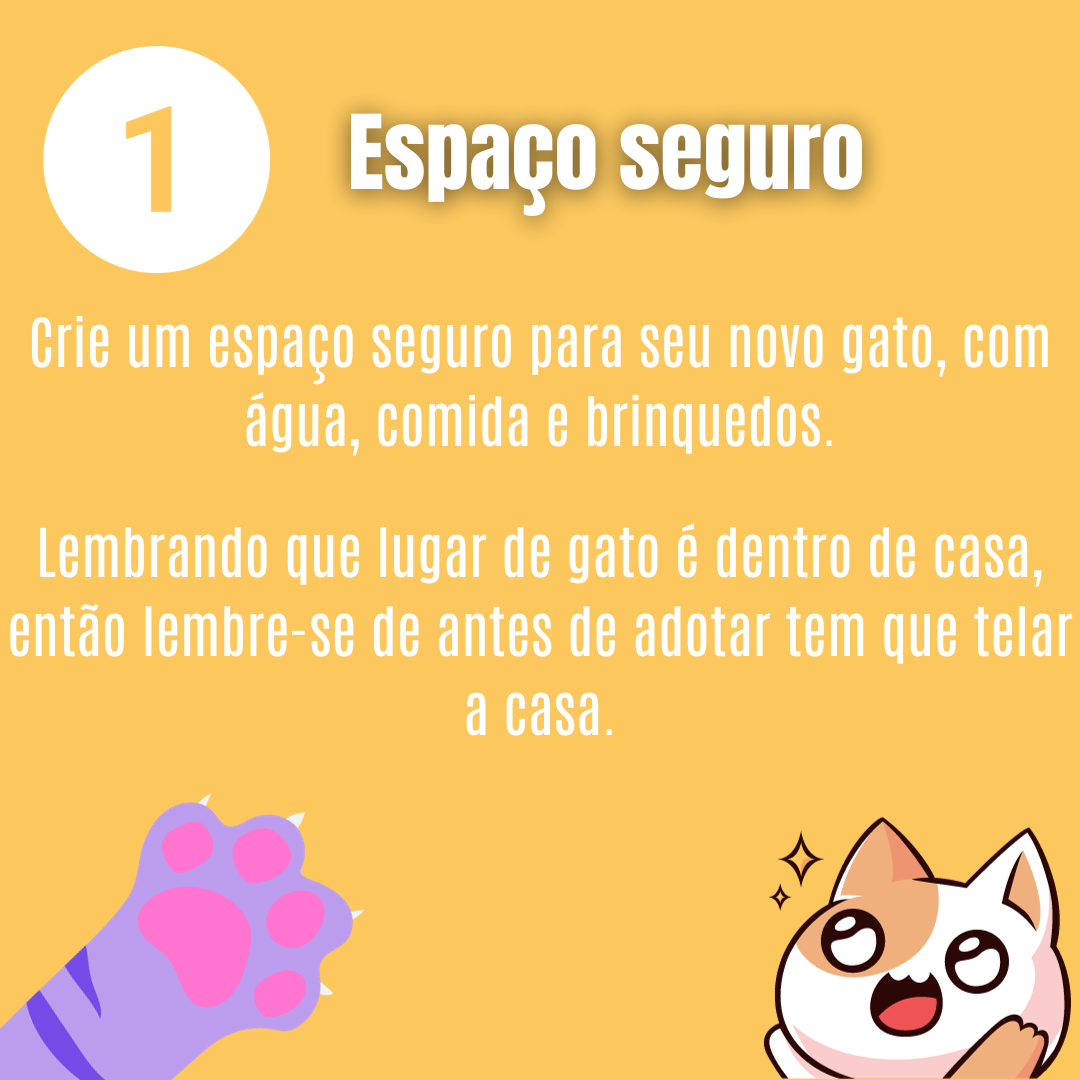 1
Espaço seguro
Crie um espaço seguro para seu novo gato, com
água, comida e brinquedos.
Lembrando que lugar de gato é dentro de casa,
então lembre-se de antes de adotar tem que telar
a casa.